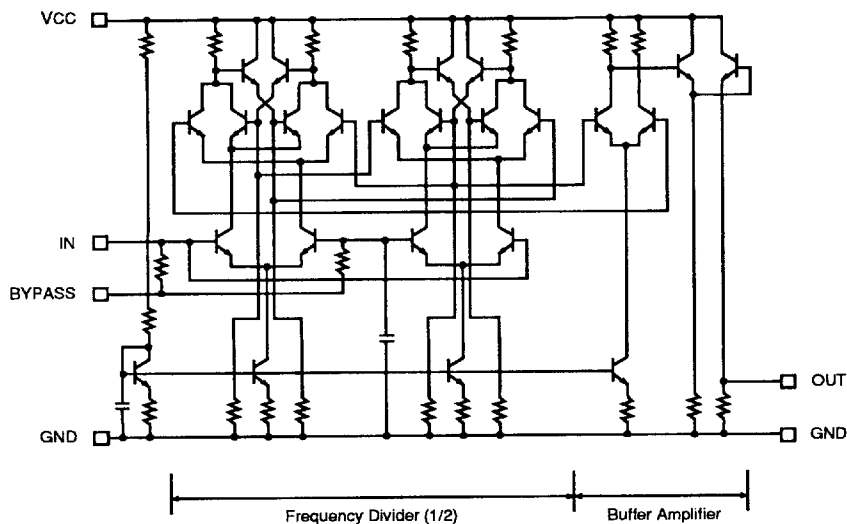 VCC
IN
BYPASS
OUT
GND
GND
Frequency Divider (1/2)
Buffer Amplifier